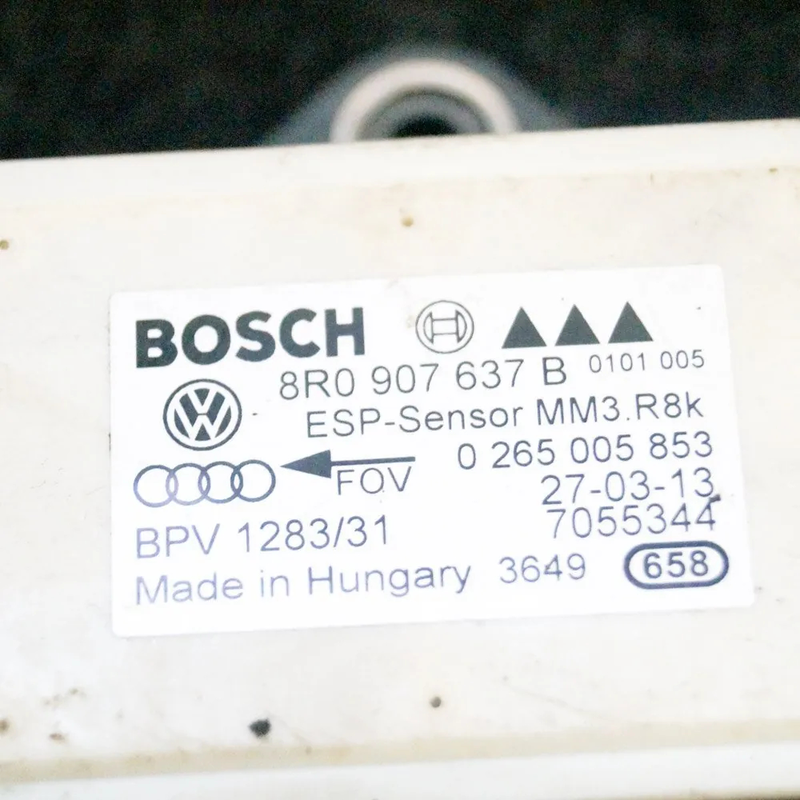 BOSCH
8R0 907 637 B 0101 005
ESP-Sensor MM3.R8k
0 265 005 853
FOV
27-03-13
BPV 1283/31 7055344
Made in Hungary 3649 658